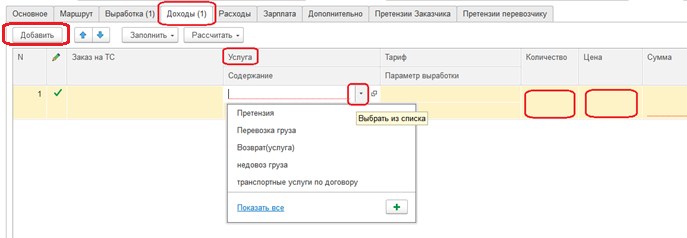 Основное Маршрут Выработка (1) Доходы (1) Расходы Зарплата Дополнительно Претензии Заказчика Претензии перевозчику
Добавить Заполнить Рассчитать
N Заказ на ТС Услуга Тариф Количество Цена Сумма
Содержание Параметр выработки
1
Претензия
Выбрать из списка
Перевозка груза
Возврат(услуга)
недовоз груза
транспортные услуги по договору
Показать все